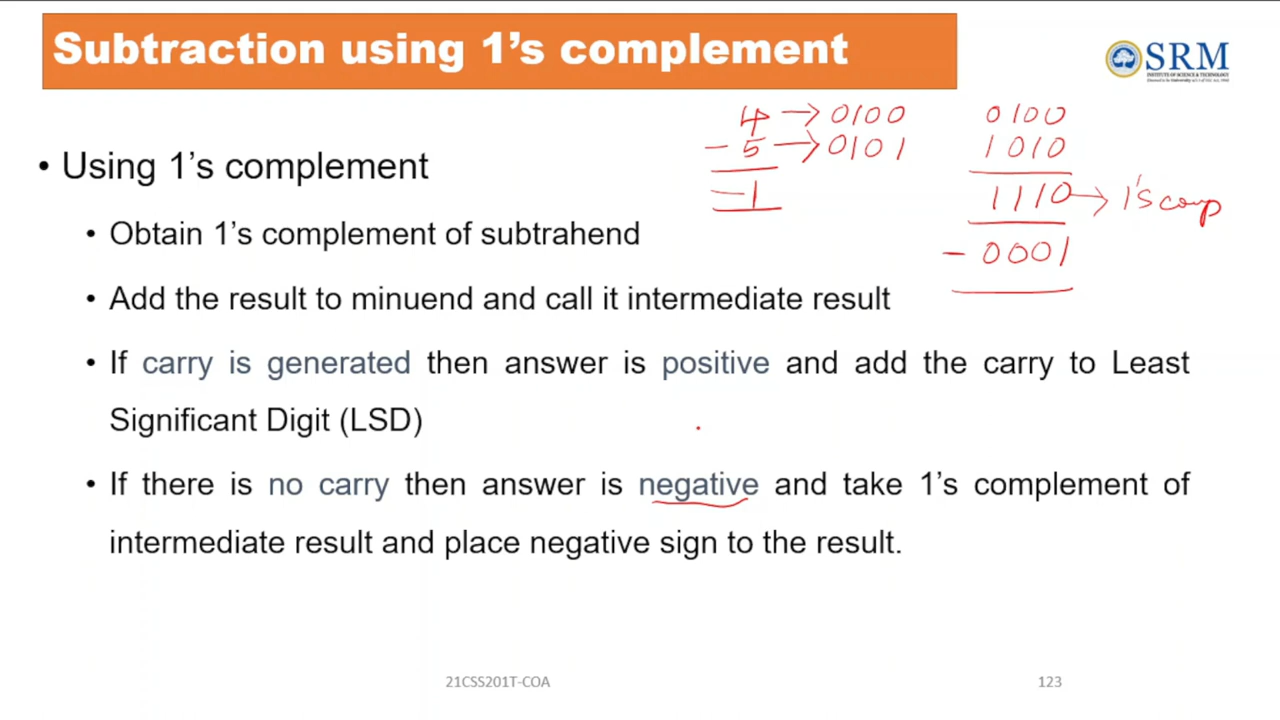 Subtraction using 1's complement
SRM
INSTITUTE OF SCIENCE & TECHNOLOGY
4 → 0100
- 5 → 0101
- 1
0100
1010
1110 → 1's comp
- 0001
• Using 1's complement
• Obtain 1's complement of subtrahend
• Add the result to minuend and call it intermediate result
• If carry is generated then answer is positive and add the carry to Least
Significant Digit (LSD)
• If there is no carry then answer is negative and take 1's complement of
intermediate result and place negative sign to the result.
21CSS201T-COA
123